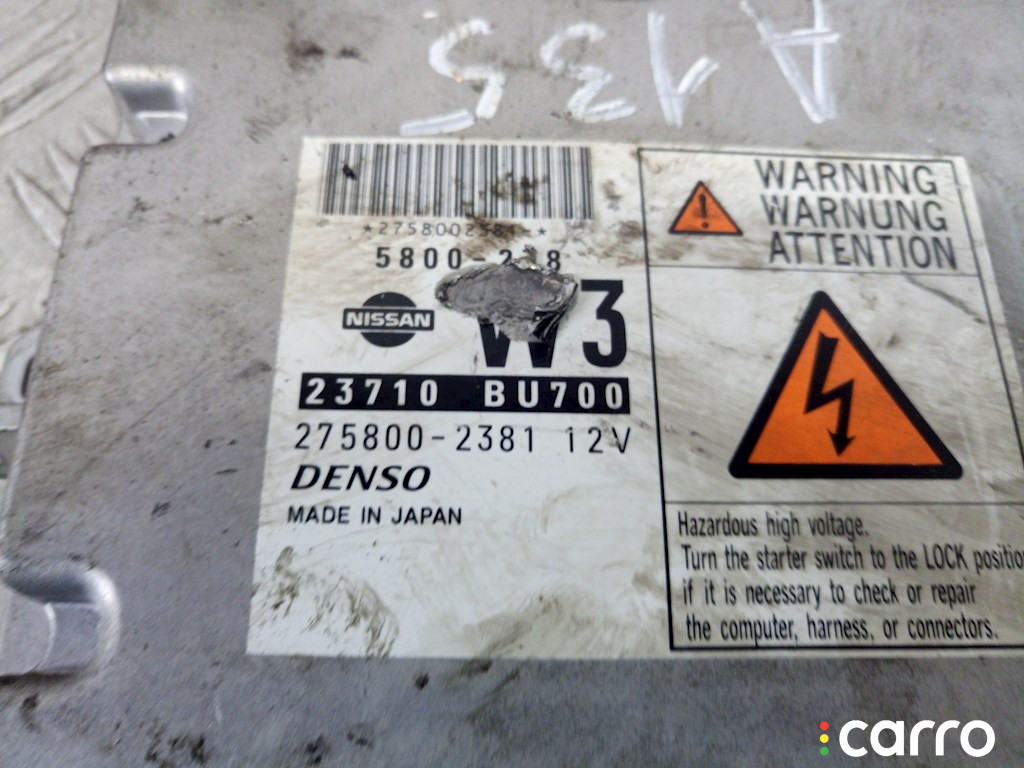 A135
WARNING
WARNUNG
ATTENTION
NISSAN
23710 BU700
275800-2381 12V
DENSO
MADE IN JAPAN
Hazardous high voltage.
Turn the starter switch to the LOCK position
if it is necessary to check or repair
the computer, harness, or connectors.
carro